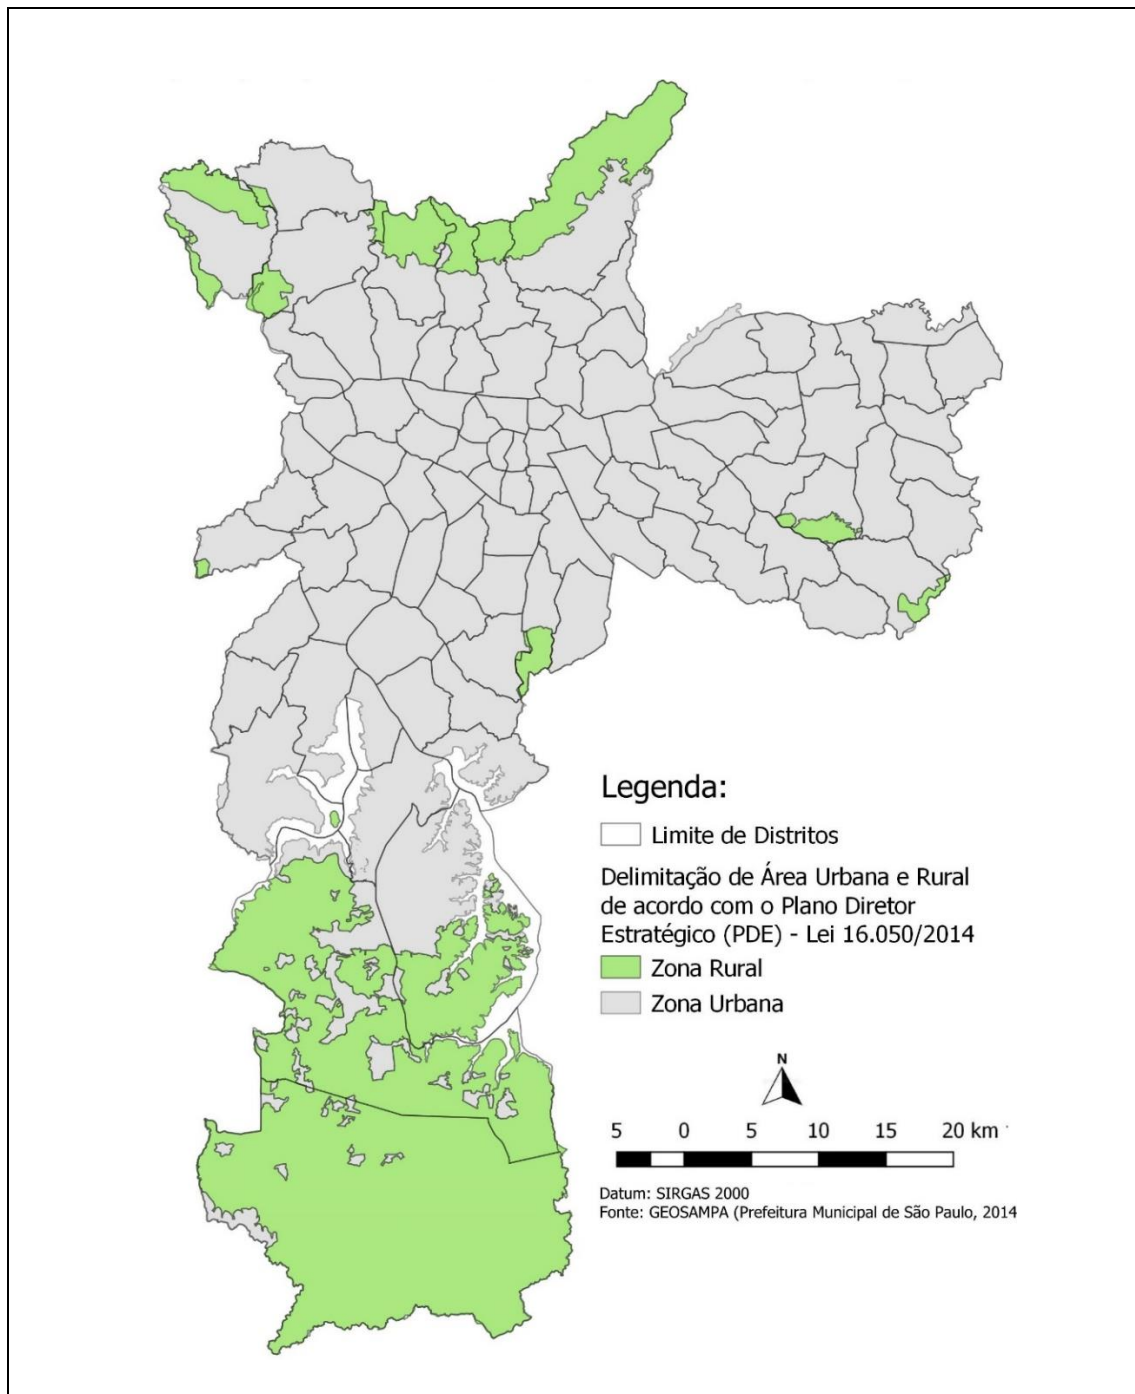 Legenda:
Limite de Distritos
Delimitação de Área Urbana e Rural
de acordo com o Plano Diretor
Estratégico (PDE) - Lei 16.050/2014
Zona Rural
Zona Urbana
N
5 0 5 10 15 20 km
Datum: SIRGAS 2000
Fonte: GEOSAMPA (Prefeitura Municipal de São Paulo, 2014